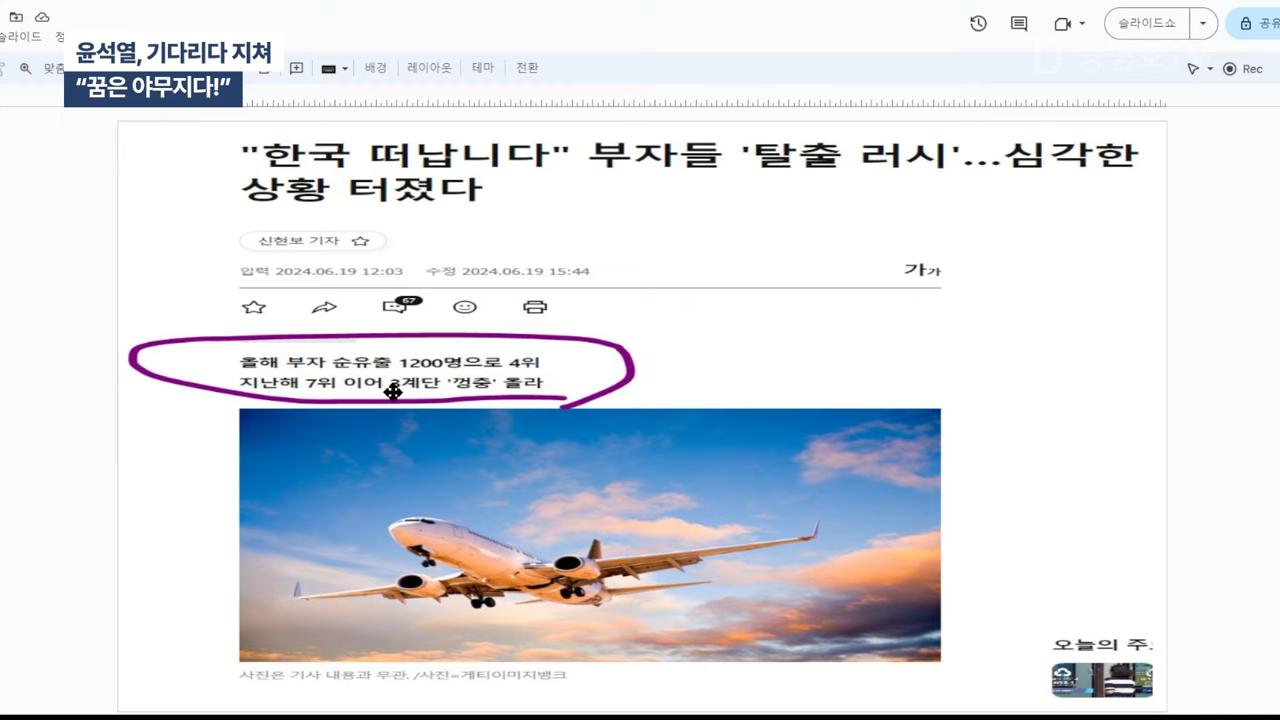 슬라이드
윤석열, 기다리다 지쳐
“꿈은 야무지다!”
슬라이드쇼
공유
배경
레이아웃
테마
전환
Rec
"한국 떠납니다" 부자들 '탈출 러시'...심각한
상황 터졌다
신현보 기자
입력 2024.06.19 12:03 수정 2024.06.19 15:44
가가
67
올해 부자 순유출 1200명으로 4위
지난해 7위 이어 3계단 '껑충' 올라
사진은 기사 내용과 무관. /사진=게티이미지뱅크
오늘의